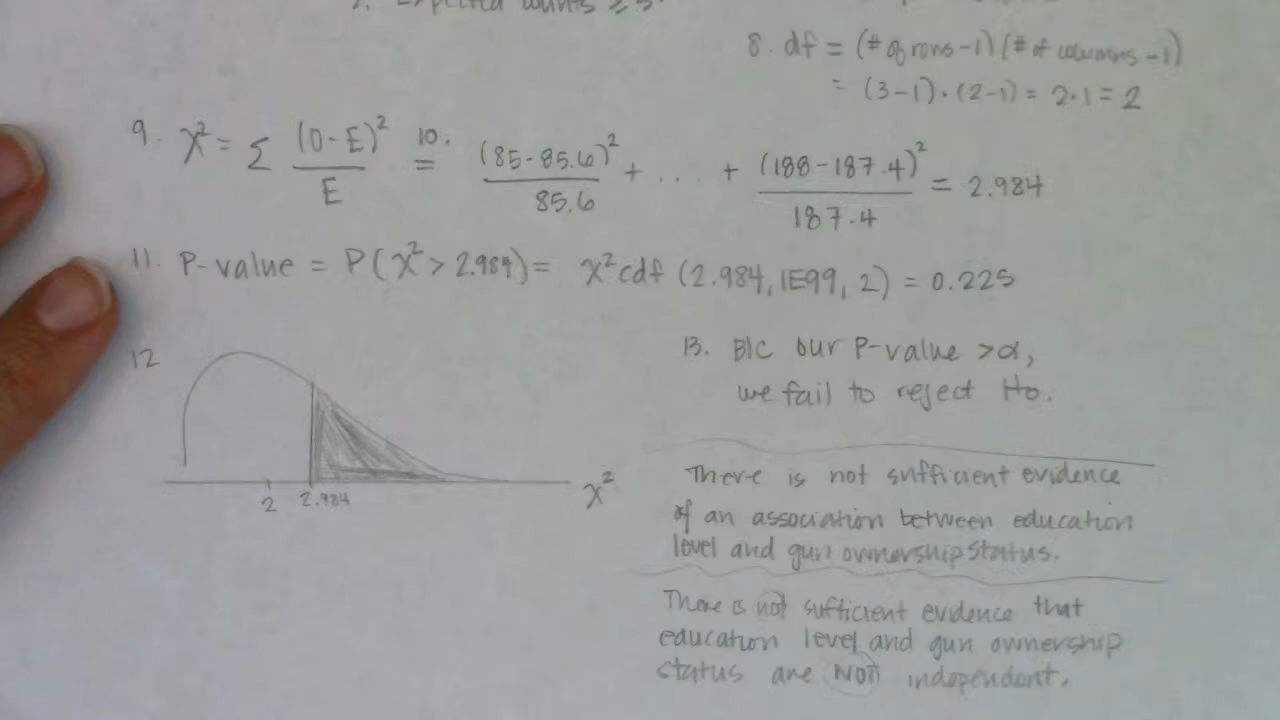 7. Expected counts ≥ 5.
8. df = (# of rows - 1)(# of columns - 1)
= (3-1)·(2-1) = 2·1 = 2
9. χ² = Σ (O-E)²/E 10. = (85-85.6)²/85.6 + ... + (188-187.4)²/187.4 = 2.984
11. P-value = P(χ² > 2.984) = χ²cdf (2.984, 1E99, 2) = 0.225
12
2 2.984 χ²
13. B/c our P-value > α,
we fail to reject Ho.
There is not sufficient evidence
of an association between education
level and gun ownership status.
There is not sufficient evidence that
education level and gun ownership
status are NOT independent.